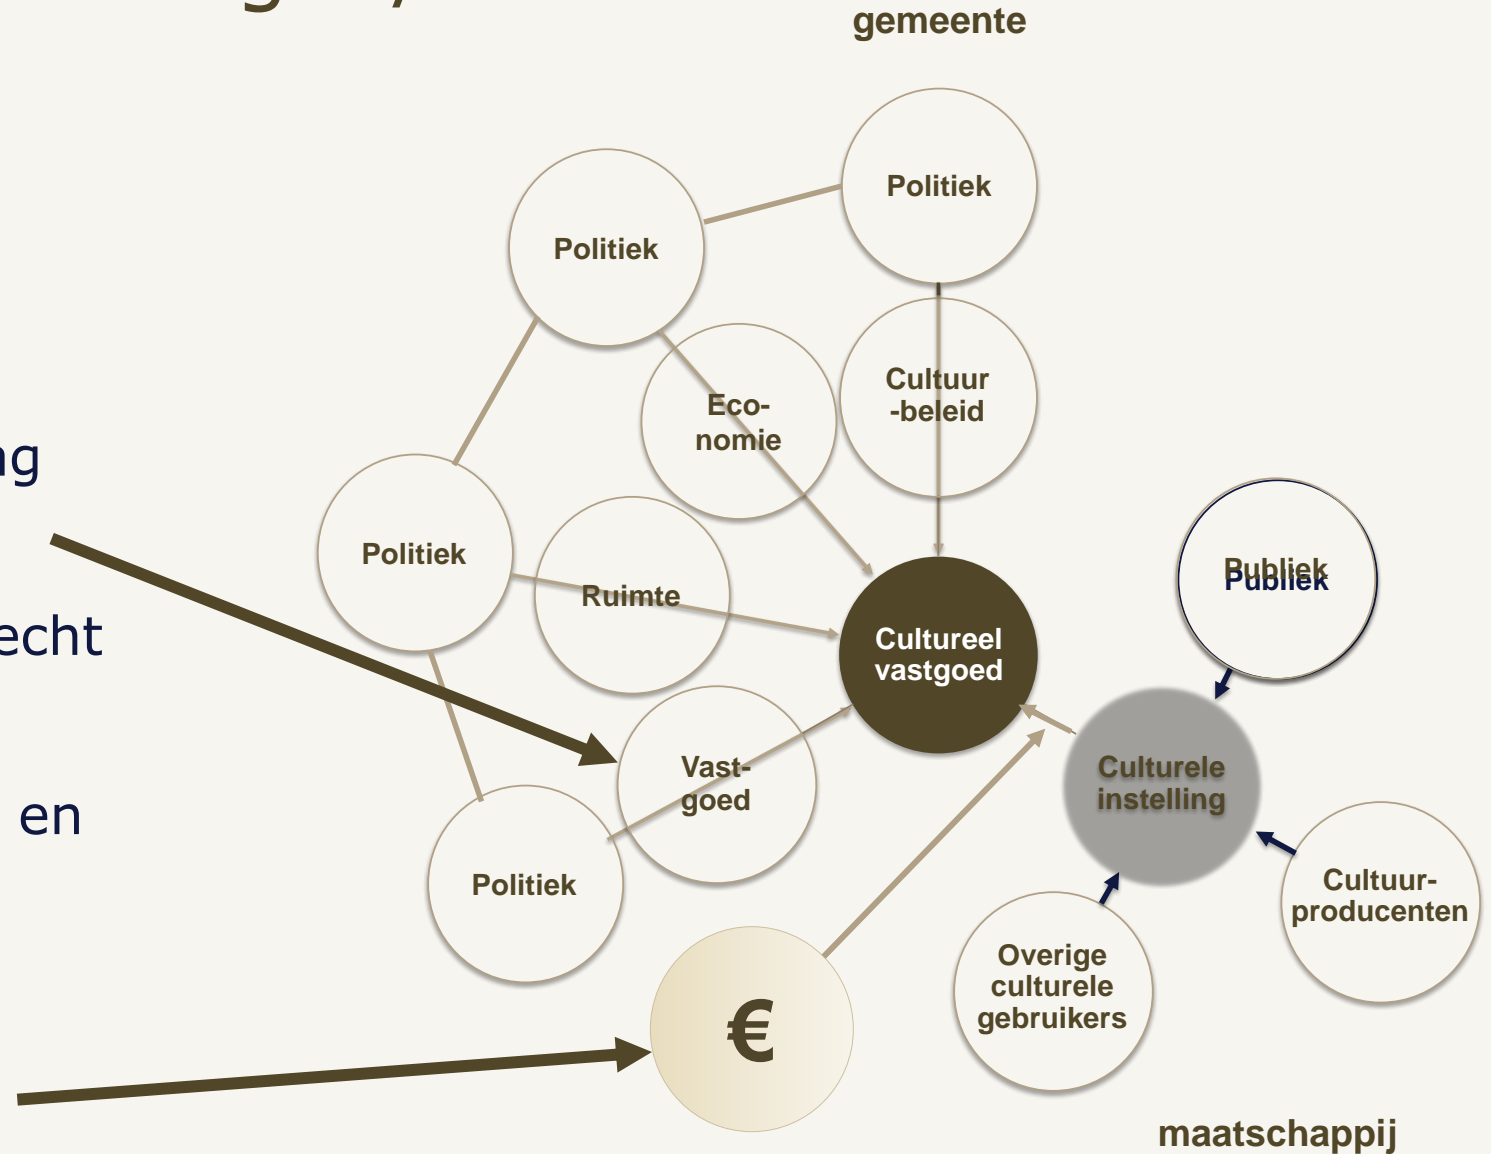 gemeente
Politiek
Politiek
Cultuur
-beleid
Eco-
nomie
ng
Politiek
Ruimte
Publiek
Publiek
echt
Cultureel
vastgoed
Vast-
goed
Culturele
instelling
en
Politiek
Cultuur-
producenten
Overige
culturele
gebruikers
€
maatschappij